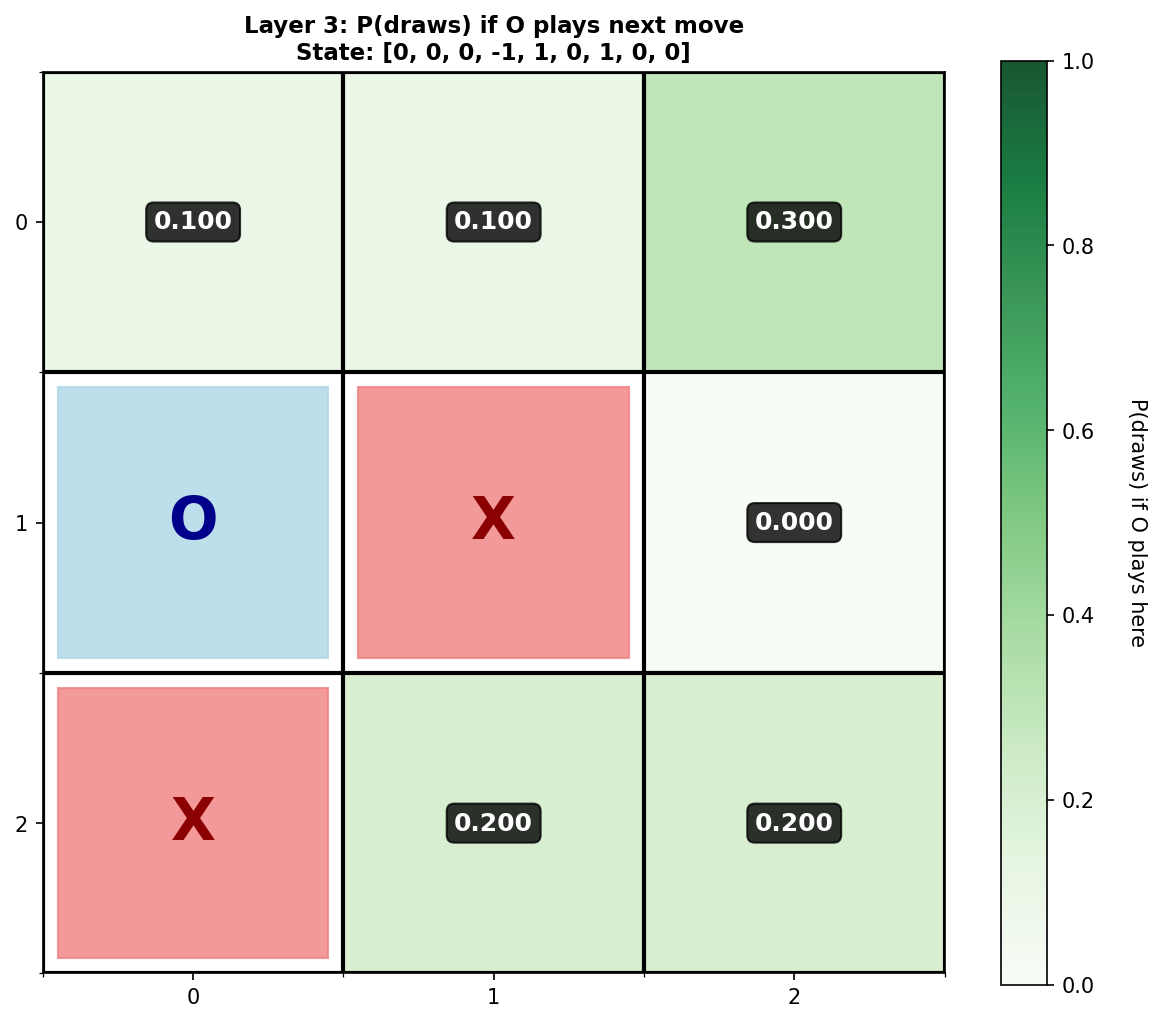 Layer 3: P(draws) if O plays next move
State: [0, 0, 0, -1, 1, 0, 1, 0, 0]
0 0.100 0.100 0.300
1 O X 0.000
2 X 0.200 0.200
0 1 2
1.0
0.8
0.6
0.4
0.2
0.0
P(draws) if O plays here